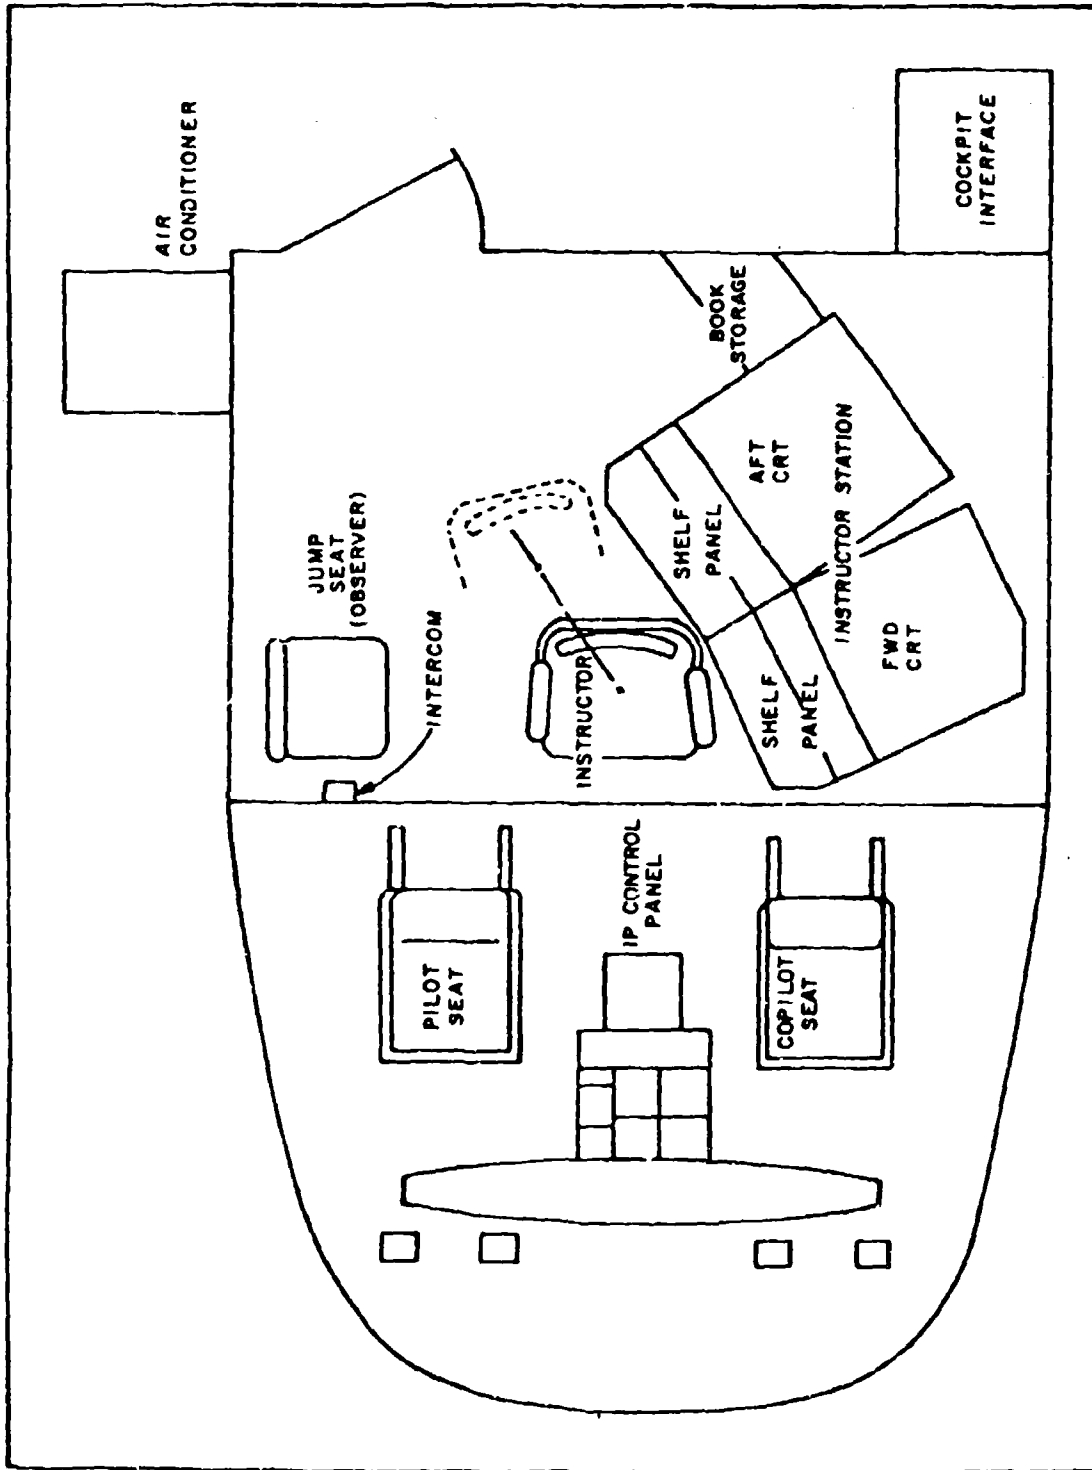 AIR
CONDITIONER
COCKPIT
INTERFACE
JUMP
SEAT
(OBSERVER)
BOOK
STORAGE
INTERCOM
SHELF
PANEL
AFT
CRT
INSTRUCTOR STATION
INSTRUCTOR
SHELF
PANEL
FWD
CRT
PILOT
SEAT
IP CONTROL
PANEL
COPILOT
SEAT